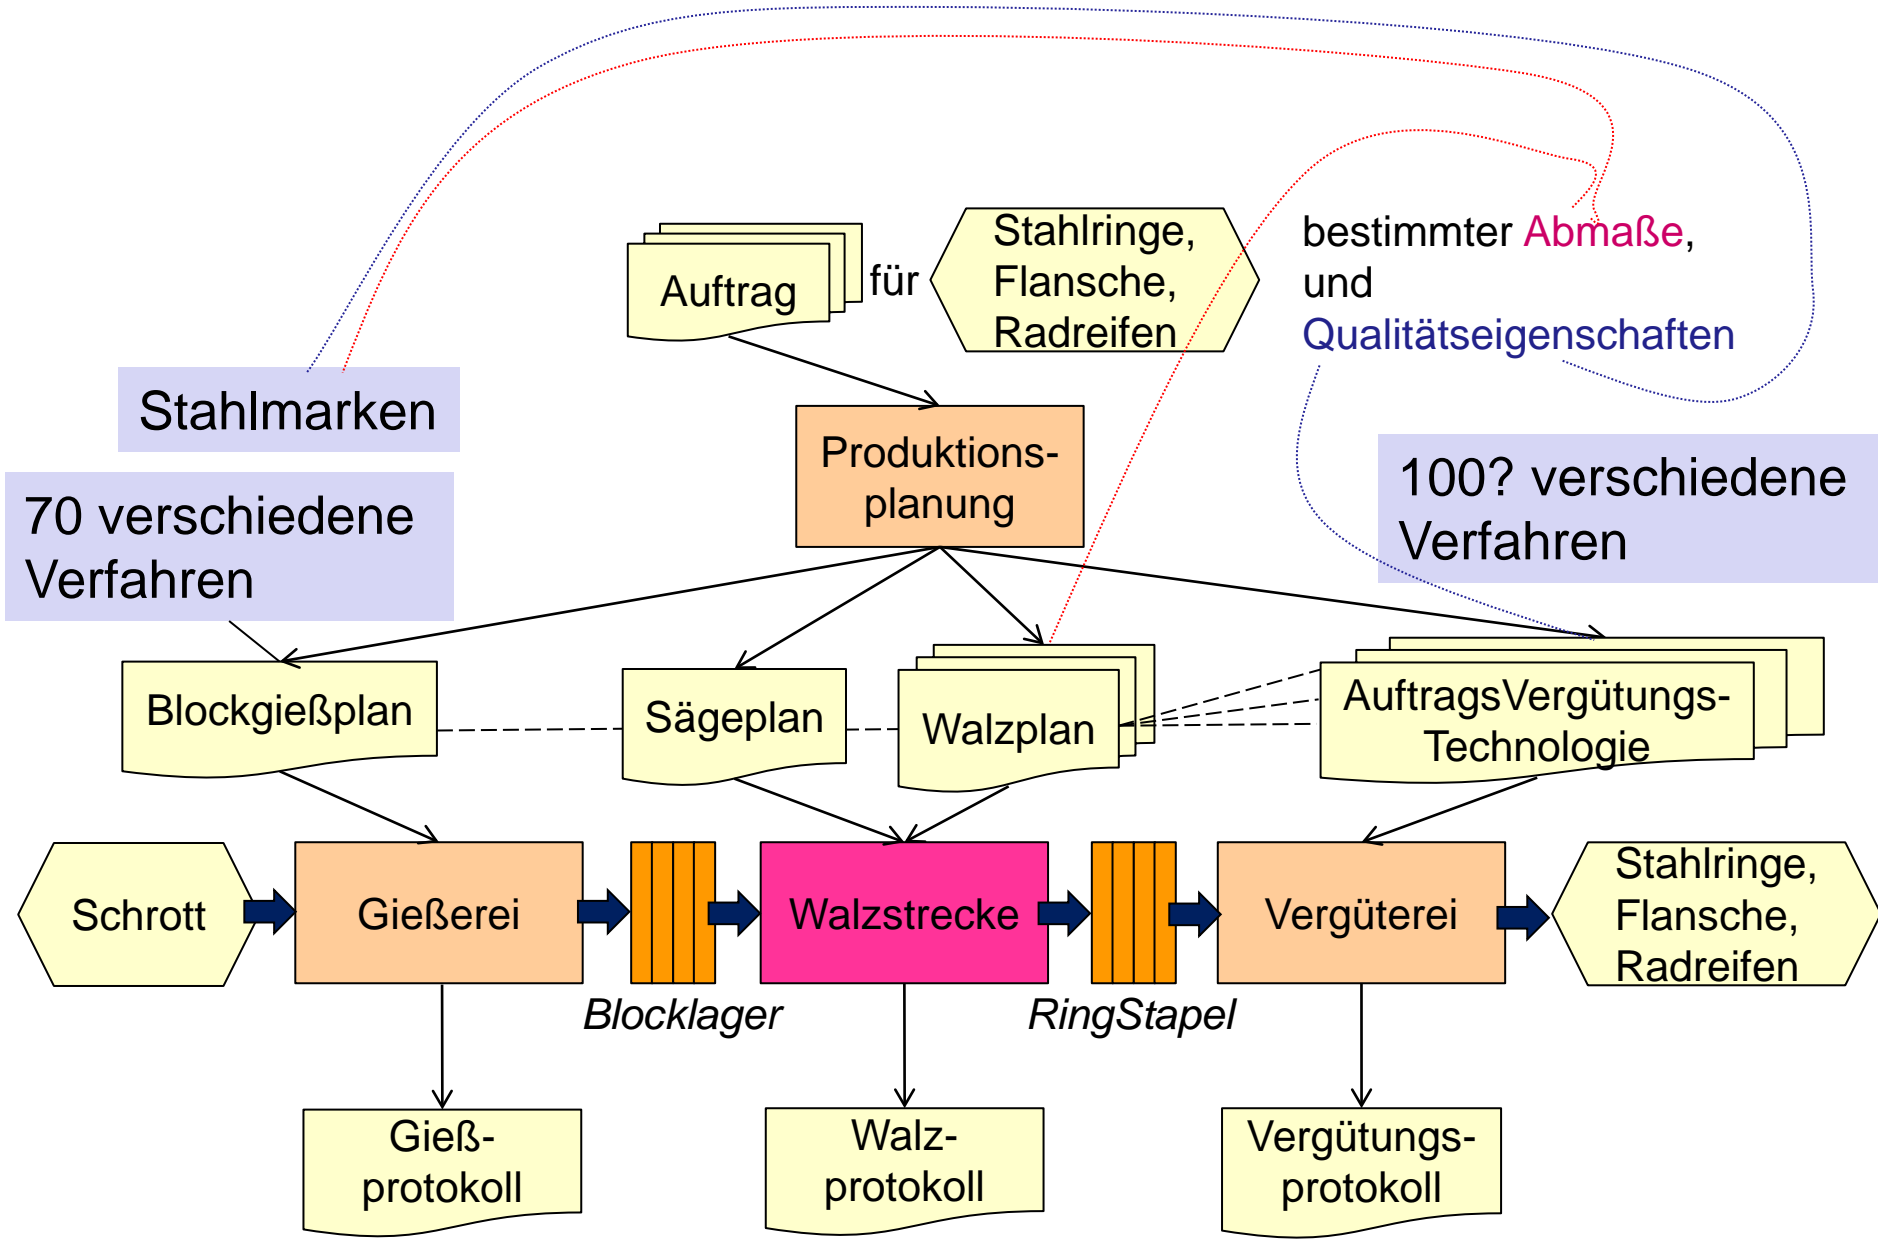 Auftrag
für
Stahlringe,
Flansche,
Radreifen
bestimmter Abmaße,
und
Qualitätseigenschaften
Stahlmarken
70 verschiedene
Verfahren
Produktions-
planung
100? verschiedene
Verfahren
Blockgießplan
Sägeplan
Walzplan
AuftragsVergütungs-
Technologie
Schrott
Gießerei
Walzstrecke
Vergüterei
Stahlringe,
Flansche,
Radreifen
Blocklager
RingStapel
Gieß-
protokoll
Walz-
protokoll
Vergütungs-
protokoll